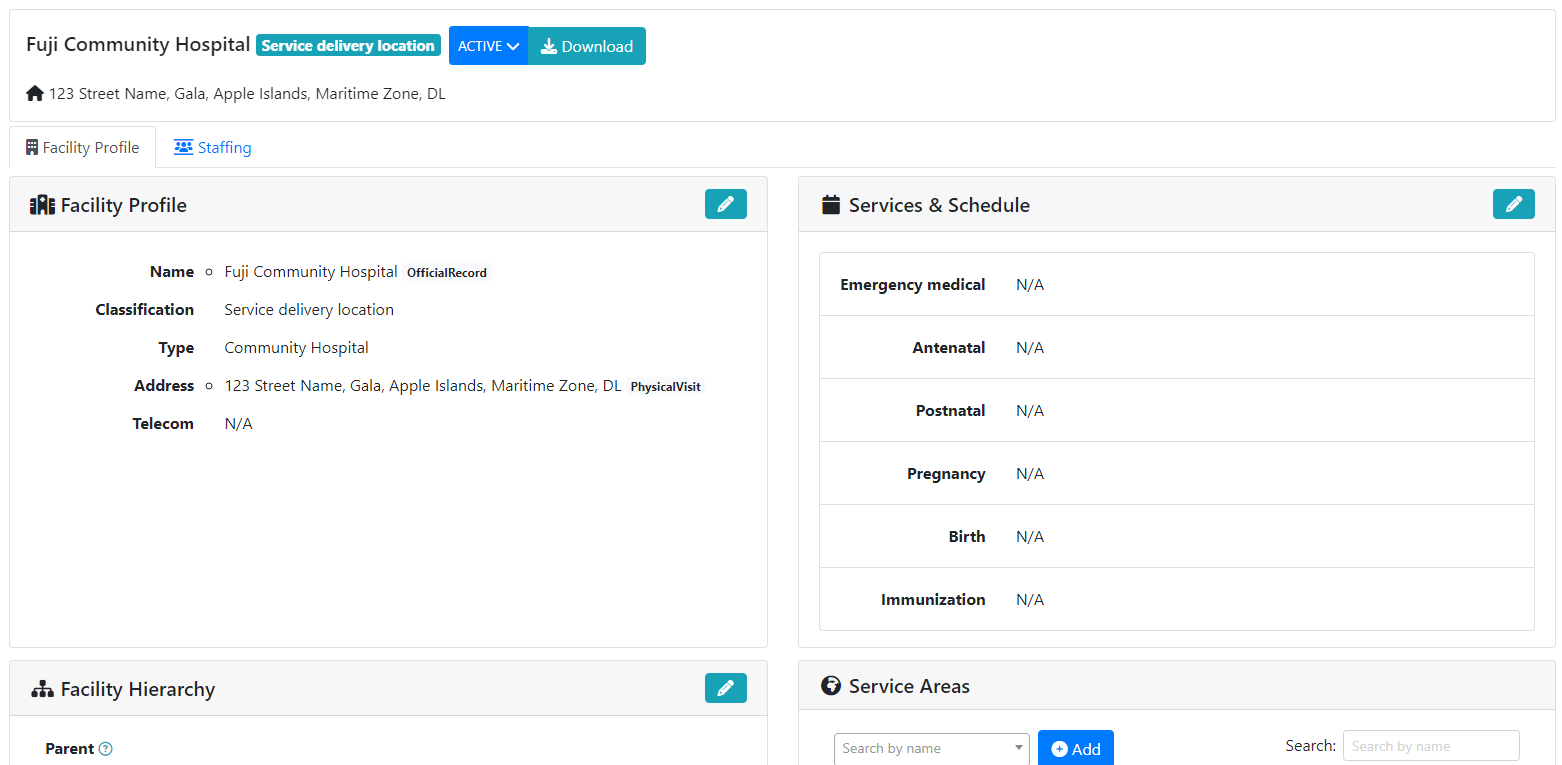 Fuji Community Hospital Service delivery location ACTIVE Download
123 Street Name, Gala, Apple Islands, Maritime Zone, DL
Facility Profile Staffing
Facility Profile
Name Fuji Community Hospital OfficialRecord
Classification Service delivery location
Type Community Hospital
Address 123 Street Name, Gala, Apple Islands, Maritime Zone, DL PhysicalVisit
Telecom N/A
Services & Schedule
Emergency medical N/A
Antenatal N/A
Postnatal N/A
Pregnancy N/A
Birth N/A
Immunization N/A
Facility Hierarchy
Parent ?
Service Areas
Search by name Add Search: Search by name